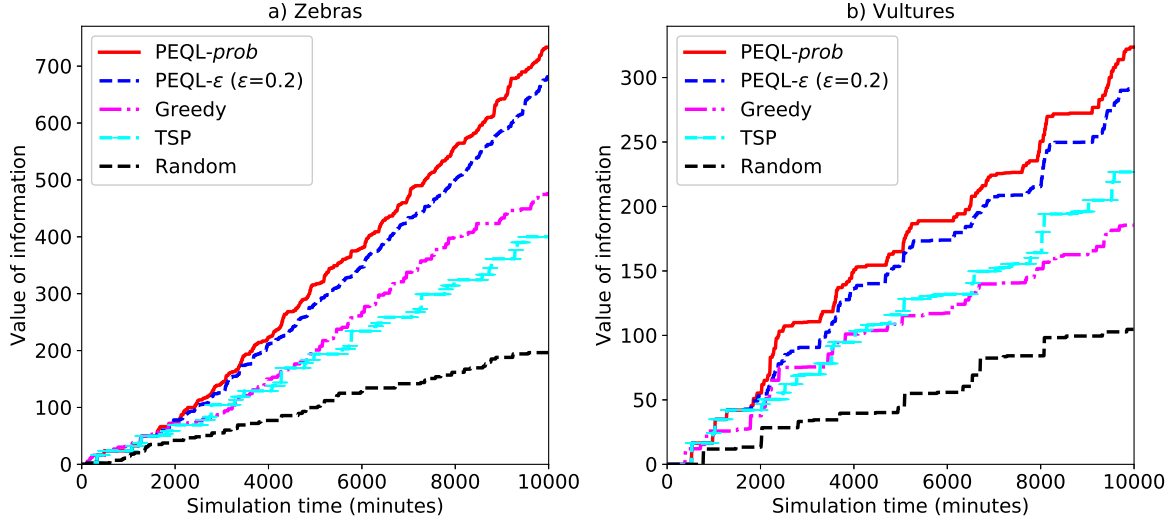 a) Zebras
Value of information
700
600
500
400
300
200
100
0
PEQL-prob
PEQL-ε (ε=0.2)
Greedy
TSP
Random
0 2000 4000 6000 8000 10000
Simulation time (minutes)
b) Vultures
Value of information
300
250
200
150
100
50
0
PEQL-prob
PEQL-ε (ε=0.2)
Greedy
TSP
Random
0 2000 4000 6000 8000 10000
Simulation time (minutes)